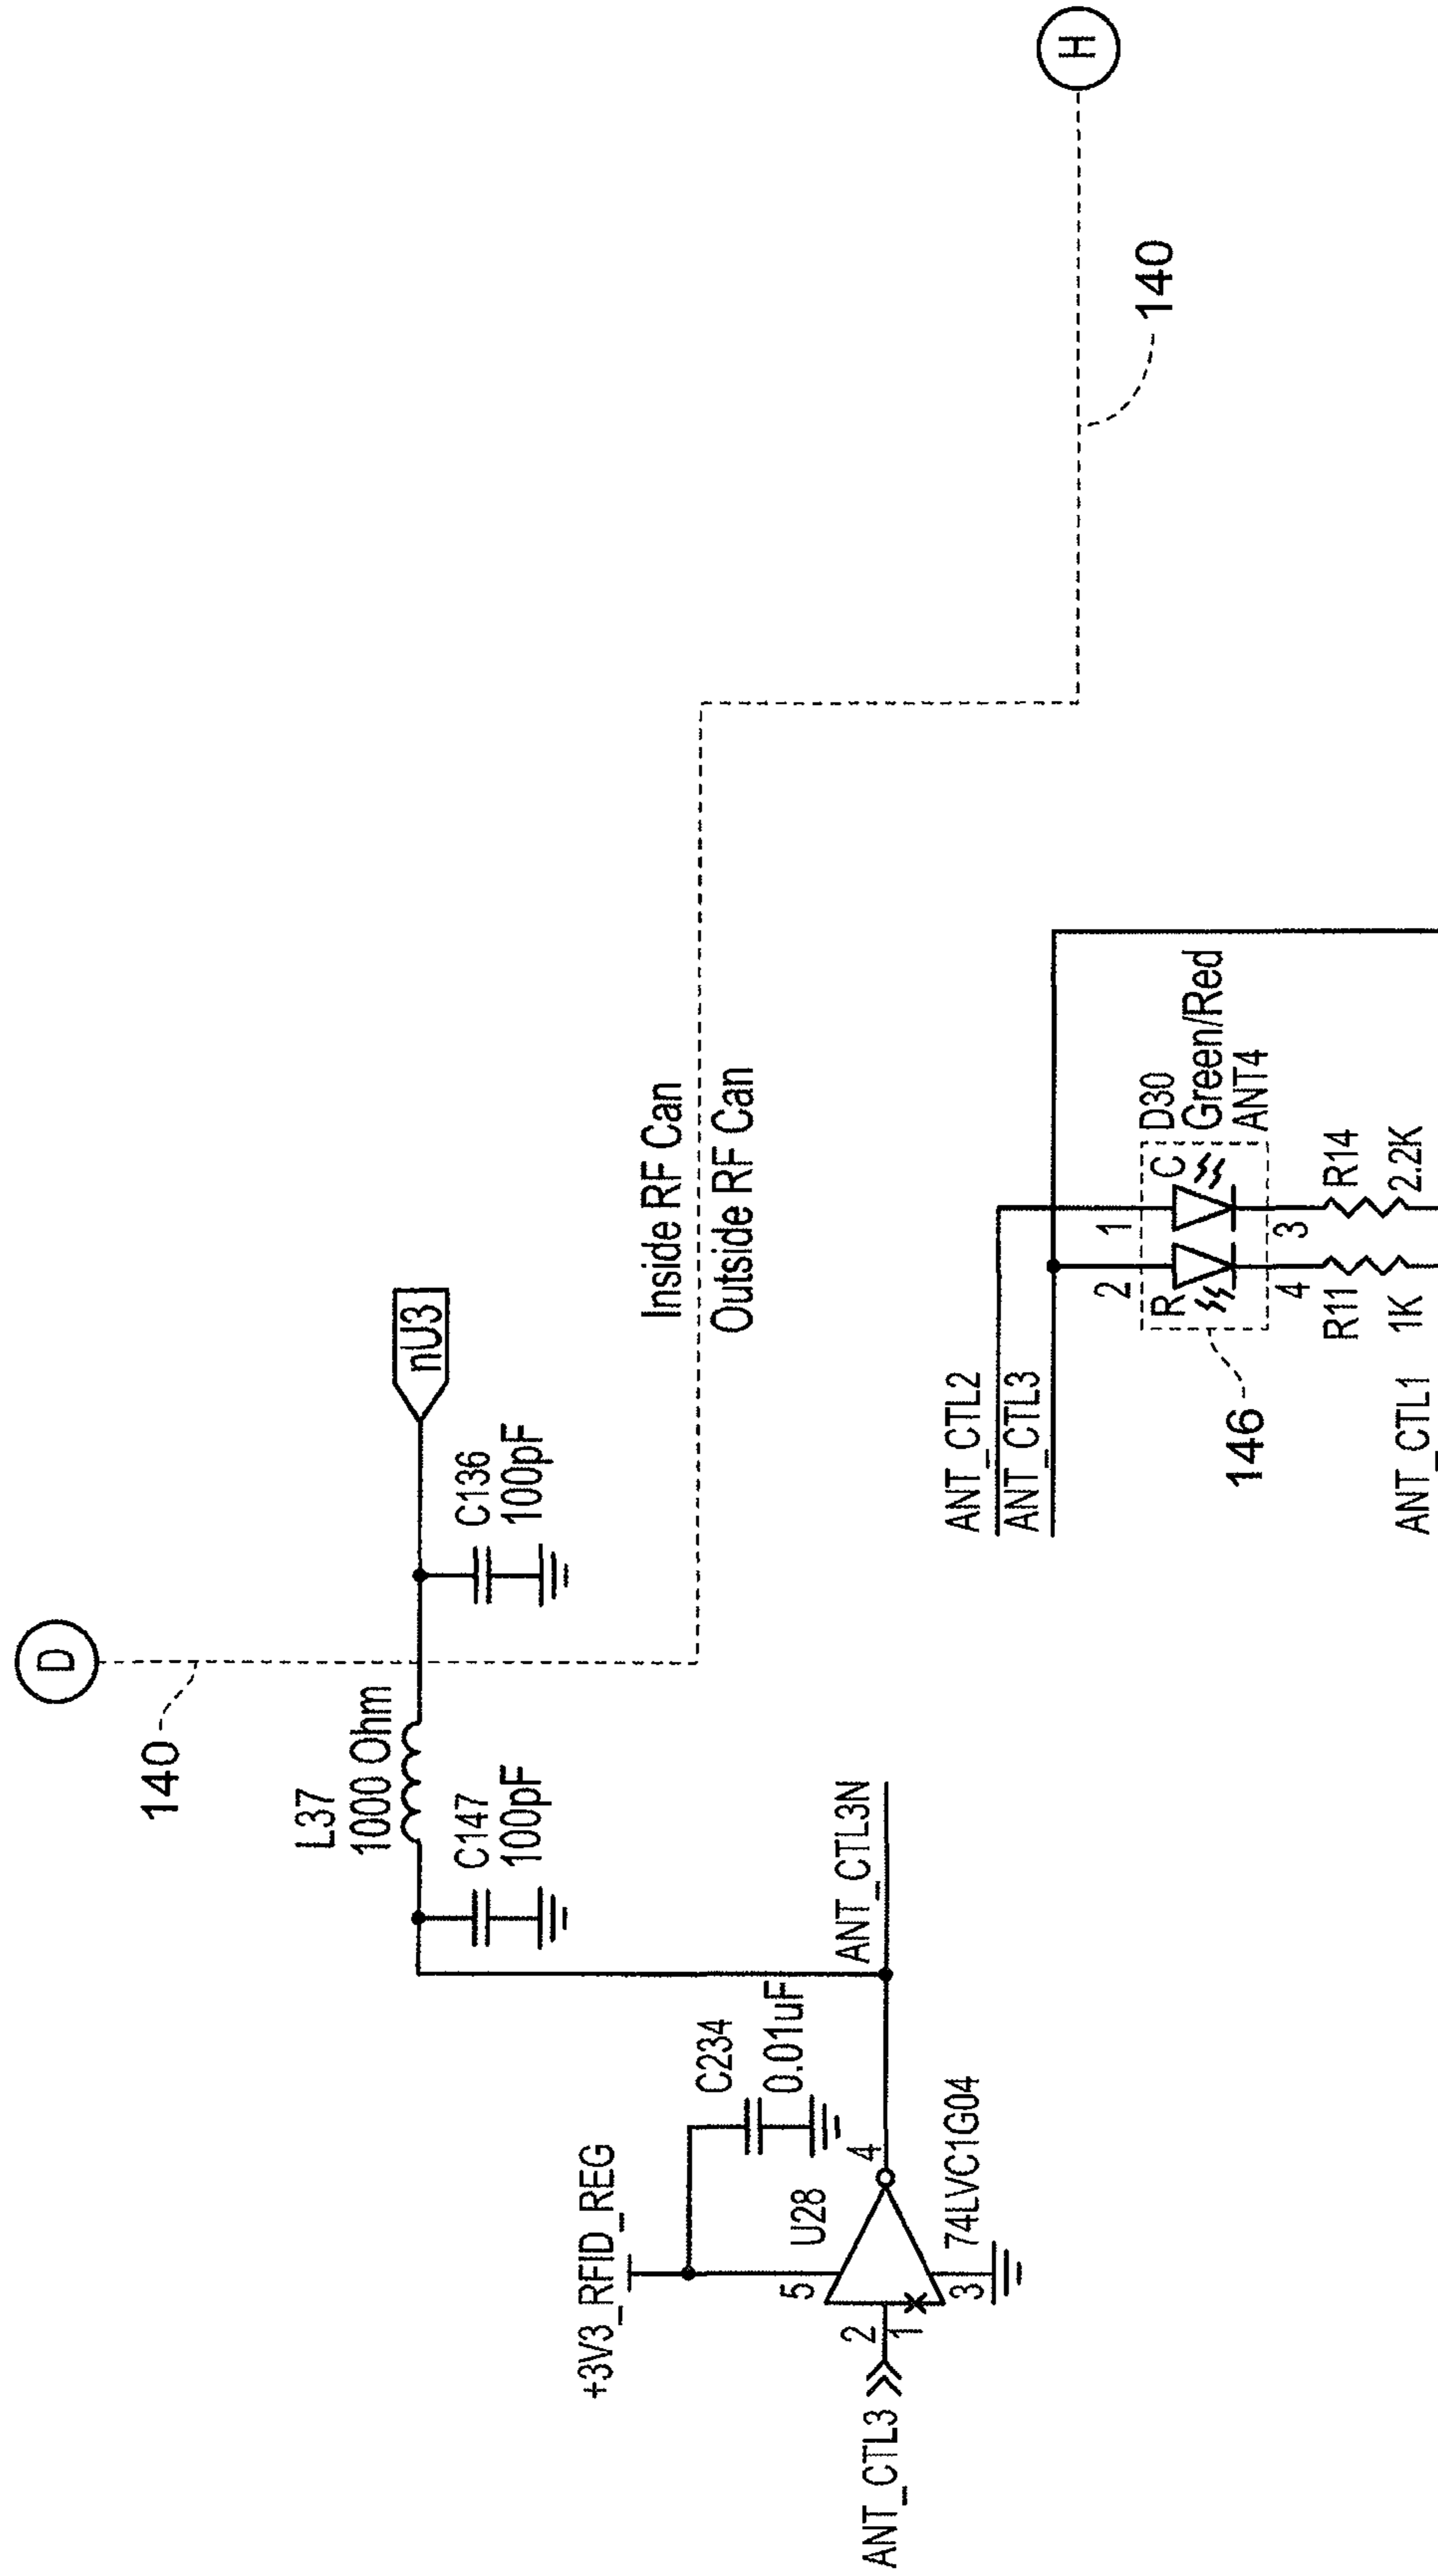 D
140
L37
1000 Ohm
C147
100pF
C136
100pF
nU3
+3V3_RFID_REG
C234
0.01uF
U28
5
4
2
1
3
74LVC1G04
ANT_CTL3
ANT_CTL3N
Inside RF Can
Outside RF Can
H
140
ANT_CTL2
ANT_CTL3
146
2
1
R
C
D30
Green/Red
ANT4
4
3
R11
1K
R14
2.2K
ANT_CTL1